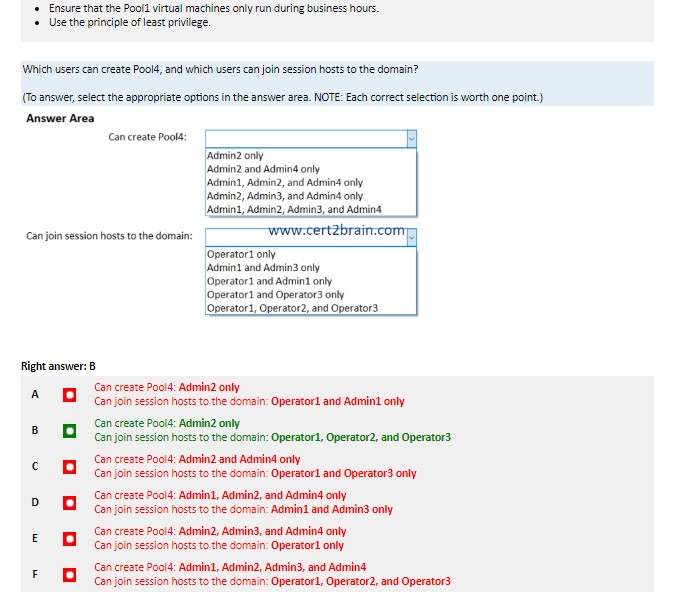 • Ensure that the Pool1 virtual machines only run during business hours.
• Use the principle of least privilege.
Which users can create Pool4, and which users can join session hosts to the domain?
(To answer, select the appropriate options in the answer area. NOTE: Each correct selection is worth one point.)
Answer Area
Can create Pool4:
Admin2 only
Admin2 and Admin4 only
Admin1, Admin2, and Admin4 only
Admin2, Admin3, and Admin4 only
Admin1, Admin2, Admin3, and Admin4
www.cert2brain.com
Can join session hosts to the domain:
Operator1 only
Admin1 and Admin3 only
Operator1 and Admin1 only
Operator1 and Operator3 only
Operator1, Operator2, and Operator3
Right answer: B
A
Can create Pool4: Admin2 only
Can join session hosts to the domain: Operator1 and Admin1 only
B
Can create Pool4: Admin2 only
Can join session hosts to the domain: Operator1, Operator2, and Operator3
C
Can create Pool4: Admin2 and Admin4 only
Can join session hosts to the domain: Operator1 and Operator3 only
D
Can create Pool4: Admin1, Admin2, and Admin4 only
Can join session hosts to the domain: Admin1 and Admin3 only
E
Can create Pool4: Admin2, Admin3, and Admin4 only
Can join session hosts to the domain: Operator1 only
F
Can create Pool4: Admin1, Admin2, Admin3, and Admin4
Can join session hosts to the domain: Operator1, Operator2, and Operator3